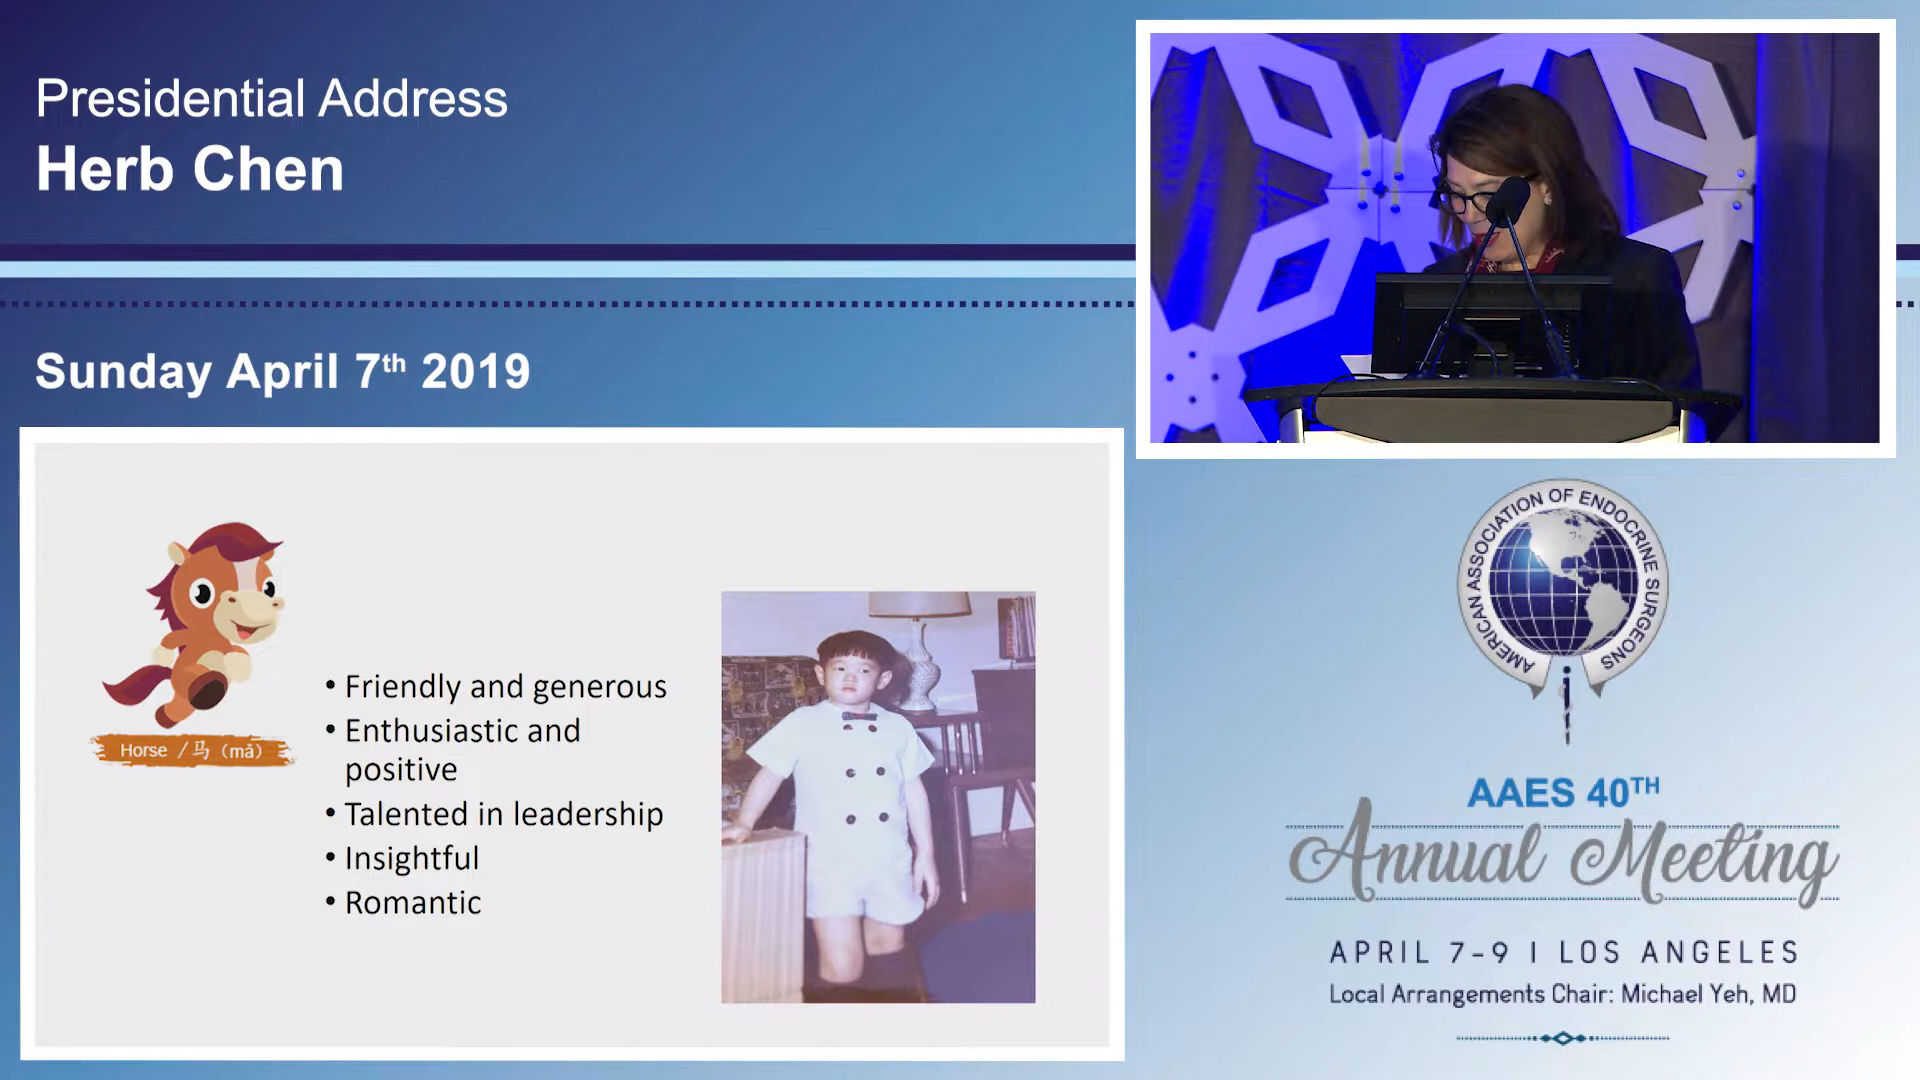 Presidential Address
Herb Chen
Sunday April 7th 2019
Horse / 马 (mǎ)
• Friendly and generous
• Enthusiastic and
positive
• Talented in leadership
• Insightful
• Romantic
AMERICAN ASSOCIATION OF ENDOCRINE SURGEONS
AAES 40TH
Annual Meeting
APRIL 7-9 | LOS ANGELES
Local Arrangements Chair: Michael Yeh, MD